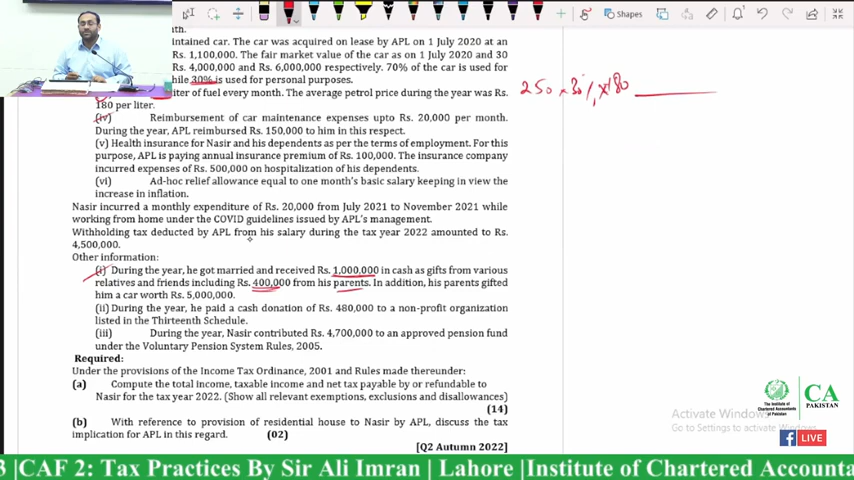 nth.
intained car. The car was acquired on lease by APL on 1 July 2020 at an
Rs. 1,100,000. The fair market value of the car as on 1 July 2020 and 30
Rs. 4,000,000 and Rs. 6,000,000 respectively. 70% of the car is used for
hile 30% is used for personal purposes.
liter of fuel every month. The average petrol price during the year was Rs.
180 per liter.
(iv) Reimbursement of car maintenance expenses upto Rs. 20,000 per month.
During the year, APL reimbursed Rs. 150,000 to him in this respect.
(v) Health insurance for Nasir and his dependents as per the terms of employment. For this
purpose, APL is paying annual insurance premium of Rs. 100,000. The insurance company
incurred expenses of Rs. 500,000 on hospitalization of his dependents.
(vi) Ad-hoc relief allowance equal to one month's basic salary keeping in view the
increase in inflation.
Nasir incurred a monthly expenditure of Rs. 20,000 from July 2021 to November 2021 while
working from home under the COVID guidelines issued by APL's management.
Withholding tax deducted by APL from his salary during the tax year 2022 amounted to Rs.
4,500,000.
Other information:
(i) During the year, he got married and received Rs. 1,000,000 in cash as gifts from various
relatives and friends including Rs. 400,000 from his parents. In addition, his parents gifted
him a car worth Rs. 5,000,000.
(ii) During the year, he paid a cash donation of Rs. 480,000 to a non-profit organization
listed in the Thirteenth Schedule.
(iii) During the year, Nasir contributed Rs. 4,700,000 to an approved pension fund
under the Voluntary Pension System Rules, 2005.
Required:
Under the provisions of the Income Tax Ordinance, 2001 and Rules made thereunder:
(a) Compute the total income, taxable income and net tax payable by or refundable to
Nasir for the tax year 2022. (Show all relevant exemptions, exclusions and disallowances)
(14)
(b) With reference to provision of residential house to Nasir by APL, discuss the tax
implication for APL in this regard. (02)
[Q2 Autumn 2022]
Shapes
250 x 30% x 180
The Institute of
Chartered Accountants
of Pakistan
CA
PAKISTAN
Activate Windows
Go to Settings to activate Windows.
LIVE
3 |CAF 2: Tax Practices By Sir Ali Imran | Lahore |Institute of Chartered Accounta